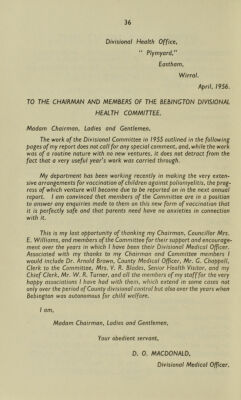 36
Divisional Health Office,
" Plymyard,"
Eastham,
Wirral.
April, 1956.
TO THE CHAIRMAN AND MEMBERS OF THE BEBINGTON DIVISIONAL
HEALTH COMMITTEE.
Madam Chairman, Ladies and Gentlemen,
The work of the Divisional Committee in 1955 outlined in the following
pages of my report does not call for any special comment, and, while the work
was of a routine nature with no new ventures, it does not detract from the
fact that a very useful year's work was carried through.
My department has been working recently in making the very exten-
sive arrangements for vaccination of children against poliomyelitis, the prog-
ress of which venture will become due to be reported on in the next annual
report. I am convinced that members of the Committee are in a position
to answer any enquiries made to them on this new form of vaccination that
it is perfectly safe and that parents need have no anxieties in connection
with it.
This is my last opportunity of thanking my Chairman, Councillor Mrs.
E. Williams, and members of the Committee for their support and encourage-
ment over the years in which I have been their Divisional Medical Officer.
Associated with my thanks to my Chairman and Committee members I
would include Dr. Arnold Brown, County Medical Officer, Mr. G. Chappell,
Clerk to the Committee, Mrs. V. R. Blades, Senior Health Visitor, and my
Chief Clerk, Mr. W. R. Turner, and all the members of my staff for the very
happy associations I have had with them, which extend in some cases not
only over the period of County divisional control but also over the years when
Bebington was autonomous for child welfare.
I am,
Madam Chairman, Ladies and Gentlemen,
Your obedient servant,
D. O. MACDONALD,
Divisional Medical Officer.